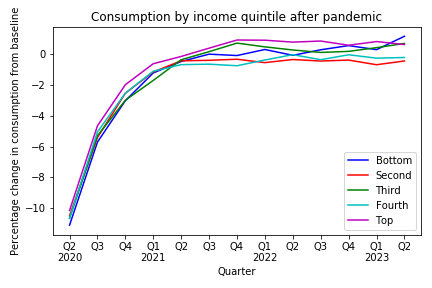 Consumption by income quintile after pandemic
Percentage change in consumption from baseline
0
−2
−4
−6
−8
−10
Bottom
Second
Third
Fourth
Top
Q2 Q3 Q4 Q1 Q2 Q3 Q4 Q1 Q2 Q3 Q4 Q1 Q2
2020 2021 2022 2023
Quarter